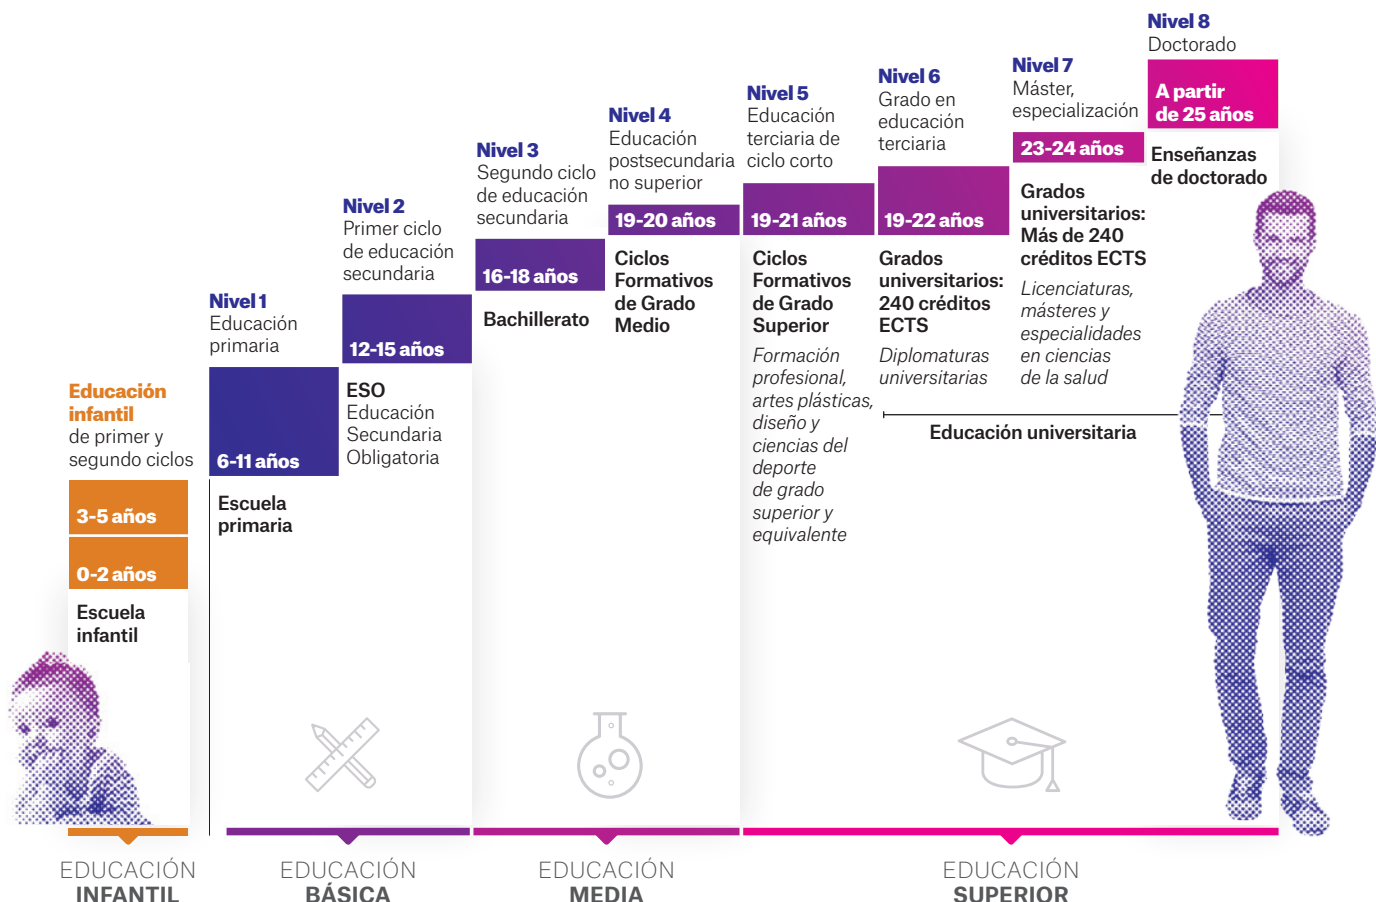 Educación
infantil
de primer y
segundo ciclos
3-5 años
0-2 años
Escuela
infantil
Nivel 1
Educación
primaria
6-11 años
Escuela
primaria
Nivel 2
Primer ciclo
de educación
secundaria
12-15 años
ESO
Educación
Secundaria
Obligatoria
Nivel 3
Segundo ciclo
de educación
secundaria
16-18 años
Bachillerato
Nivel 4
Educación
postsecundaria
no superior
19-20 años
Ciclos
Formativos
de Grado
Medio
Nivel 5
Educación
terciaria de
ciclo corto
19-21 años
Ciclos
Formativos
de Grado
Superior
Formación
profesional,
artes plásticas,
diseño y
ciencias del
deporte
de grado
superior y
equivalente
Nivel 6
Grado en
educación
terciaria
19-22 años
Grados
universitarios:
240 créditos
ECTS
Diplomaturas
universitarias
Nivel 7
Máster,
especialización
23-24 años
Grados
universitarios:
Más de 240
créditos ECTS
Licenciaturas,
másteres y
especialidades
en ciencias
de la salud
Nivel 8
Doctorado
A partir
de 25 años
Enseñanzas
de doctorado
Educación universitaria
EDUCACIÓN
INFANTIL
EDUCACIÓN
BÁSICA
EDUCACIÓN
MEDIA
EDUCACIÓN
SUPERIOR